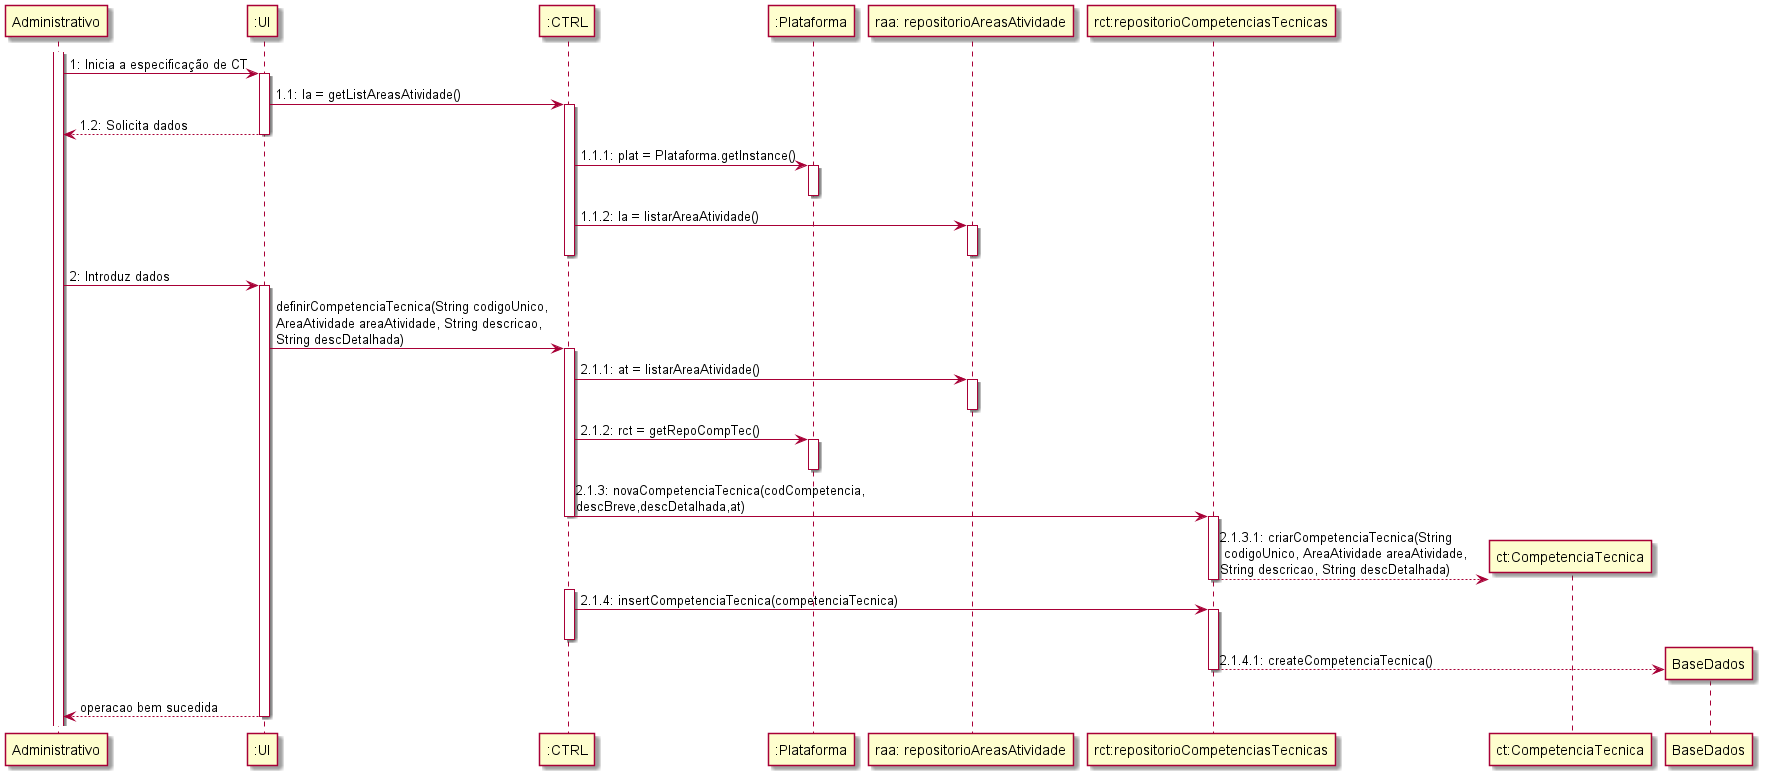 Administrativo
:UI
:CTRL
:Plataforma
raa: repositorioAreasAtividade
rct:repositorioCompetenciasTecnicas
1: Inicia a especificação de CT
1.1: la = getListAreasAtividade()
1.2: Solicita dados
1.1.1: plat = Plataforma.getInstance()
1.1.2: la = listarAreaAtividade()
2: Introduz dados
definirCompetenciaTecnica(String codigoUnico,
AreaAtividade areaAtividade, String descricao,
String descDetalhada)
2.1.1: at = listarAreaAtividade()
2.1.2: rct = getRepoCompTec()
2.1.3: novaCompetenciaTecnica(codCompetencia,
descBreve,descDetalhada,at)
2.1.3.1: criarCompetenciaTecnica(String
codigoUnico, AreaAtividade areaAtividade,
String descricao, String descDetalhada)
ct:CompetenciaTecnica
2.1.4: insertCompetenciaTecnica(competenciaTecnica)
2.1.4.1: createCompetenciaTecnica()
BaseDados
operacao bem sucedida
Administrativo
:UI
:CTRL
:Plataforma
raa: repositorioAreasAtividade
rct:repositorioCompetenciasTecnicas
ct:CompetenciaTecnica
BaseDados